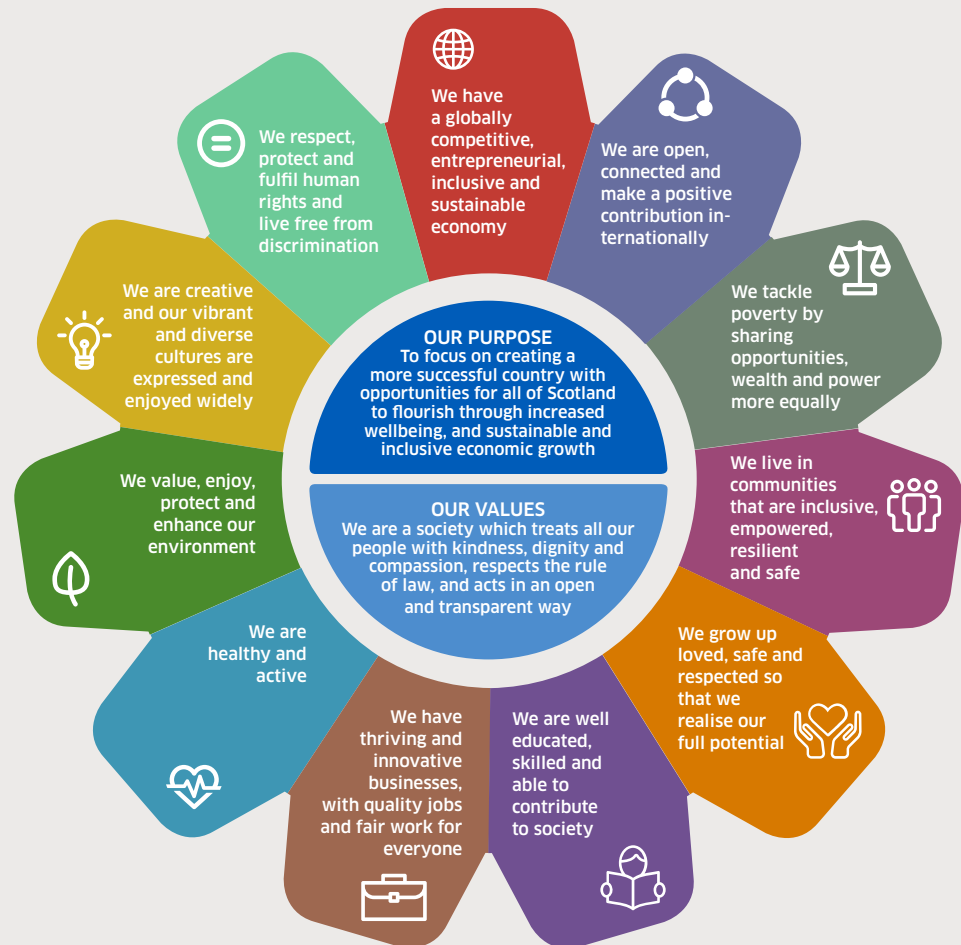 We have
a globally
competitive,
entrepreneurial,
inclusive and
sustainable
economy
We are open,
connected and
make a positive
contribution in-
ternationally
We tackle
poverty by
sharing
opportunities,
wealth and power
more equally
We live in
communities
that are inclusive,
empowered,
resilient
and safe
We grow up
loved, safe and
respected so
that we
realise our
full potential
We are well
educated,
skilled and
able to
contribute
to society
We have
thriving and
innovative
businesses,
with quality jobs
and fair work for
everyone
We are
healthy and
active
We value, enjoy,
protect and
enhance our
environment
We are creative
and our vibrant
and diverse
cultures are
expressed and
enjoyed widely
We respect,
protect and
fulfil human
rights and
live free from
discrimination
OUR PURPOSE
To focus on creating a
more successful country with
opportunities for all of Scotland
to flourish through increased
wellbeing, and sustainable and
inclusive economic growth
OUR VALUES
We are a society which treats all our
people with kindness, dignity and
compassion, respects the rule
of law, and acts in an open
and transparent way